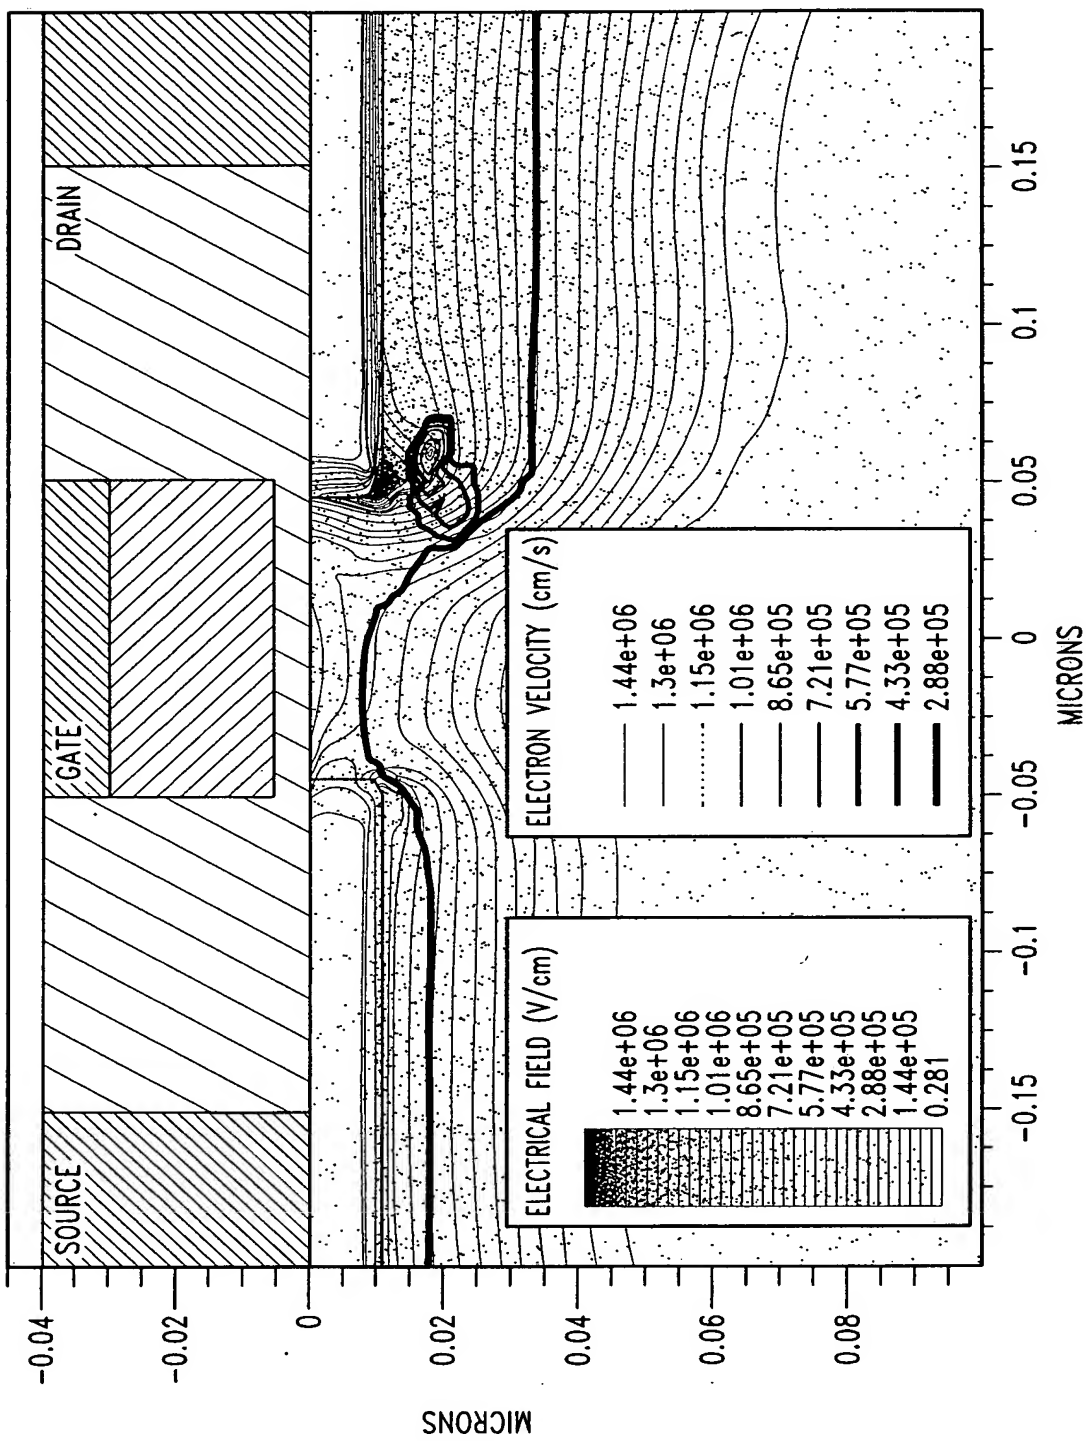 SOURCE
GATE
DRAIN
-0.04
-0.02
0
0.02
0.04
0.06
0.08
MICRONS
ELECTRICAL FIELD (V/cm)
1.44e+06
1.3e+06
1.15e+06
1.01e+06
8.65e+05
7.21e+05
5.77e+05
4.33e+05
2.88e+05
1.44e+05
0.281
ELECTRON VELOCITY (cm/s)
1.44e+06
1.3e+06
1.15e+06
1.01e+06
8.65e+05
7.21e+05
5.77e+05
4.33e+05
2.88e+05
-0.15
-0.1
-0.05
0
0.05
0.1
0.15
MICRONS